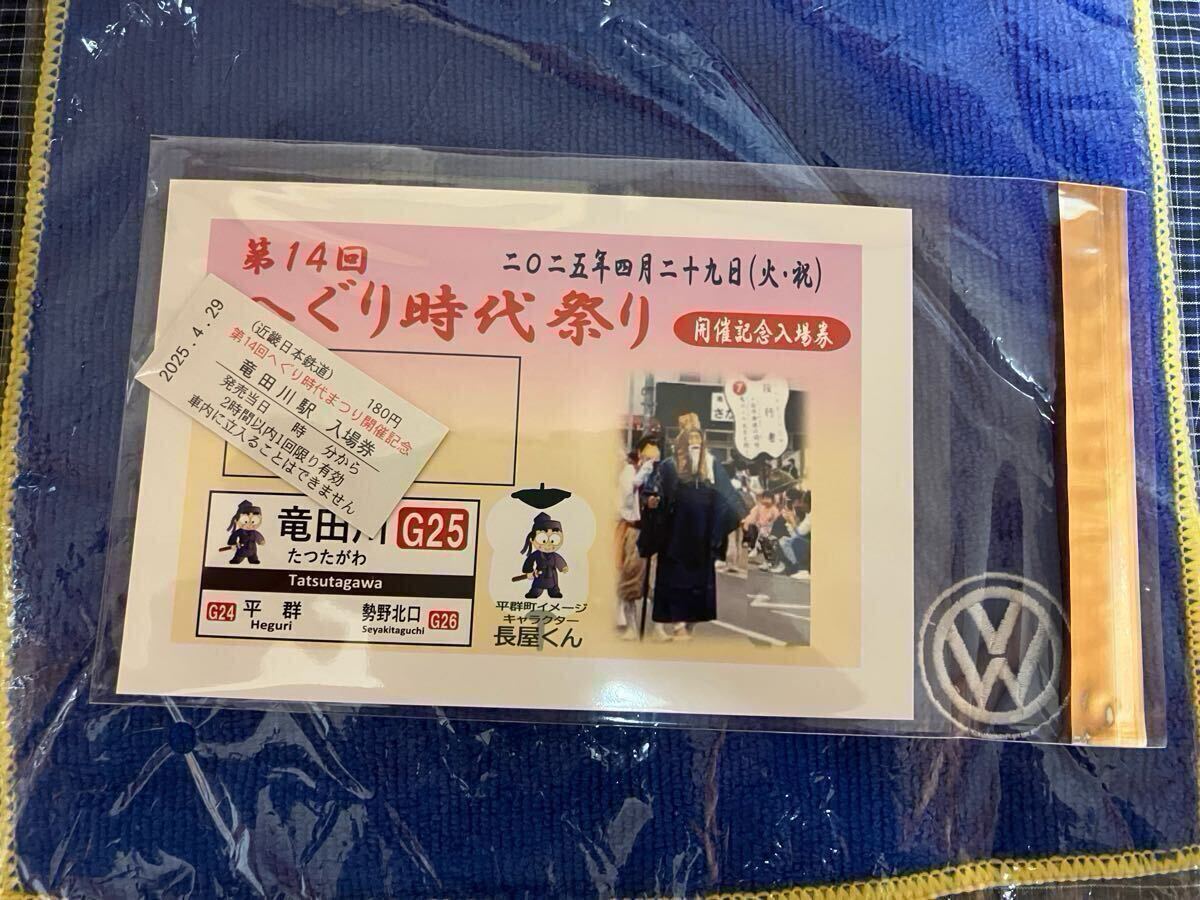 第14回
二〇二五年四月二十九日(火・祝)
へぐり時代祭り
開催記念入場券
2025.4.29
(近畿日本鉄道)
第14回へぐり時代まつり開催記念
180円
竜田川駅 入場券
発売当日 時 分から
2時間以内1回限り有効
車内に立入ることはできません
竜田川 G25
たつたがわ
Tatsutagawa
G24 平群 勢野北口 G26
Heguri Seyakitaguchi
平群町イメージ
キャラクター
長屋くん
7
役行者
VW